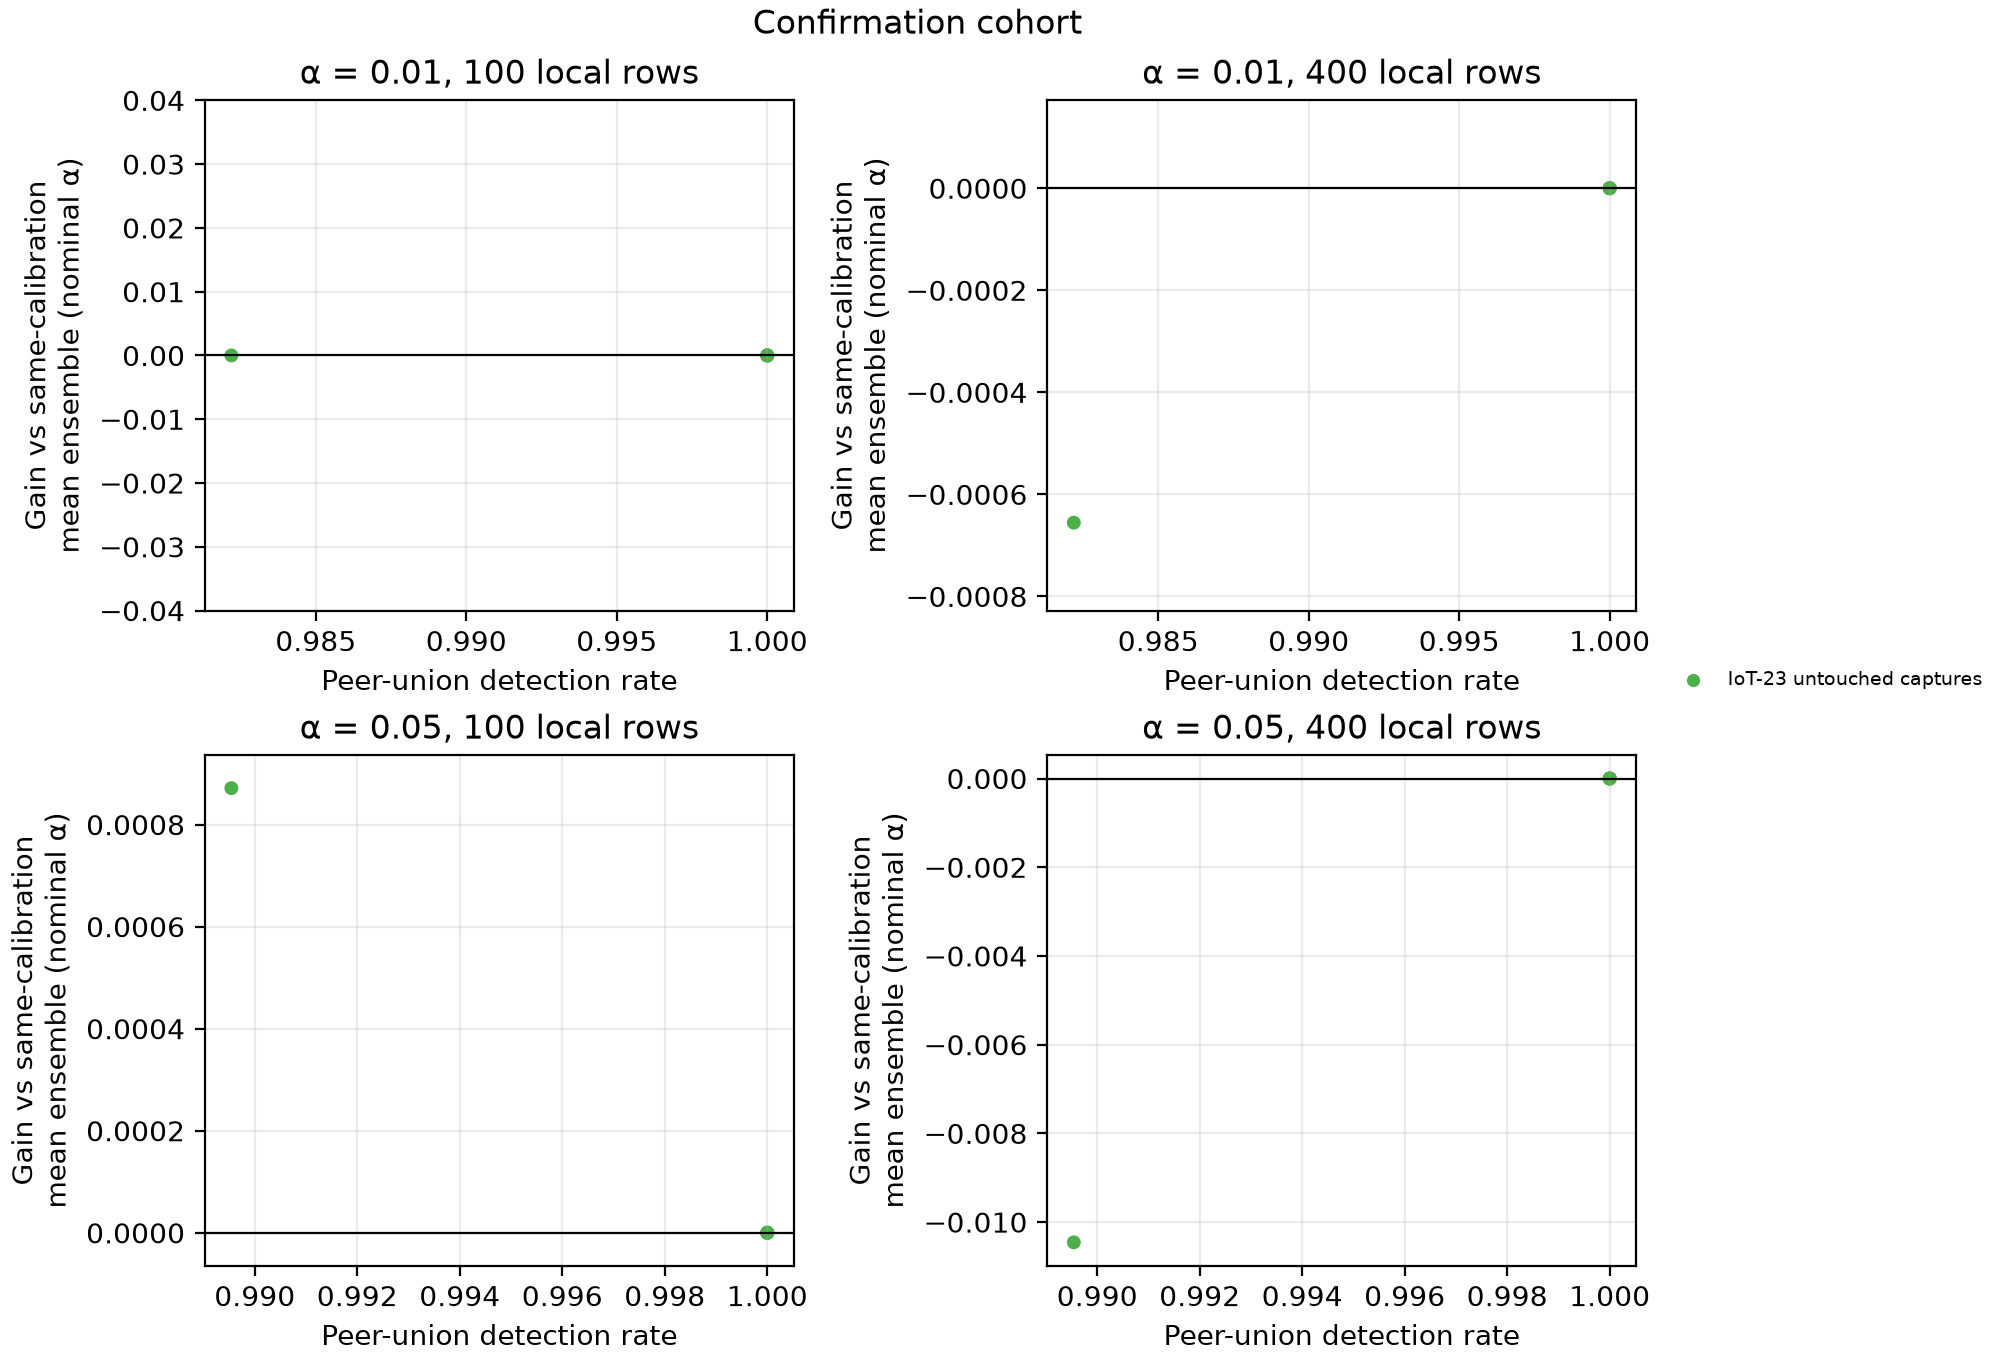 Confirmation cohort
α = 0.01, 100 local rows
Gain vs same-calibration
mean ensemble (nominal α)
0.04
0.03
0.02
0.01
0.00
−0.01
−0.02
−0.03
−0.04
0.985 0.990 0.995 1.000
Peer-union detection rate
α = 0.01, 400 local rows
Gain vs same-calibration
mean ensemble (nominal α)
0.0000
−0.0002
−0.0004
−0.0006
−0.0008
0.985 0.990 0.995 1.000
Peer-union detection rate
IoT-23 untouched captures
α = 0.05, 100 local rows
Gain vs same-calibration
mean ensemble (nominal α)
0.0008
0.0006
0.0004
0.0002
0.0000
0.990 0.992 0.994 0.996 0.998 1.000
Peer-union detection rate
α = 0.05, 400 local rows
Gain vs same-calibration
mean ensemble (nominal α)
0.000
−0.002
−0.004
−0.006
−0.008
−0.010
0.990 0.992 0.994 0.996 0.998 1.000
Peer-union detection rate